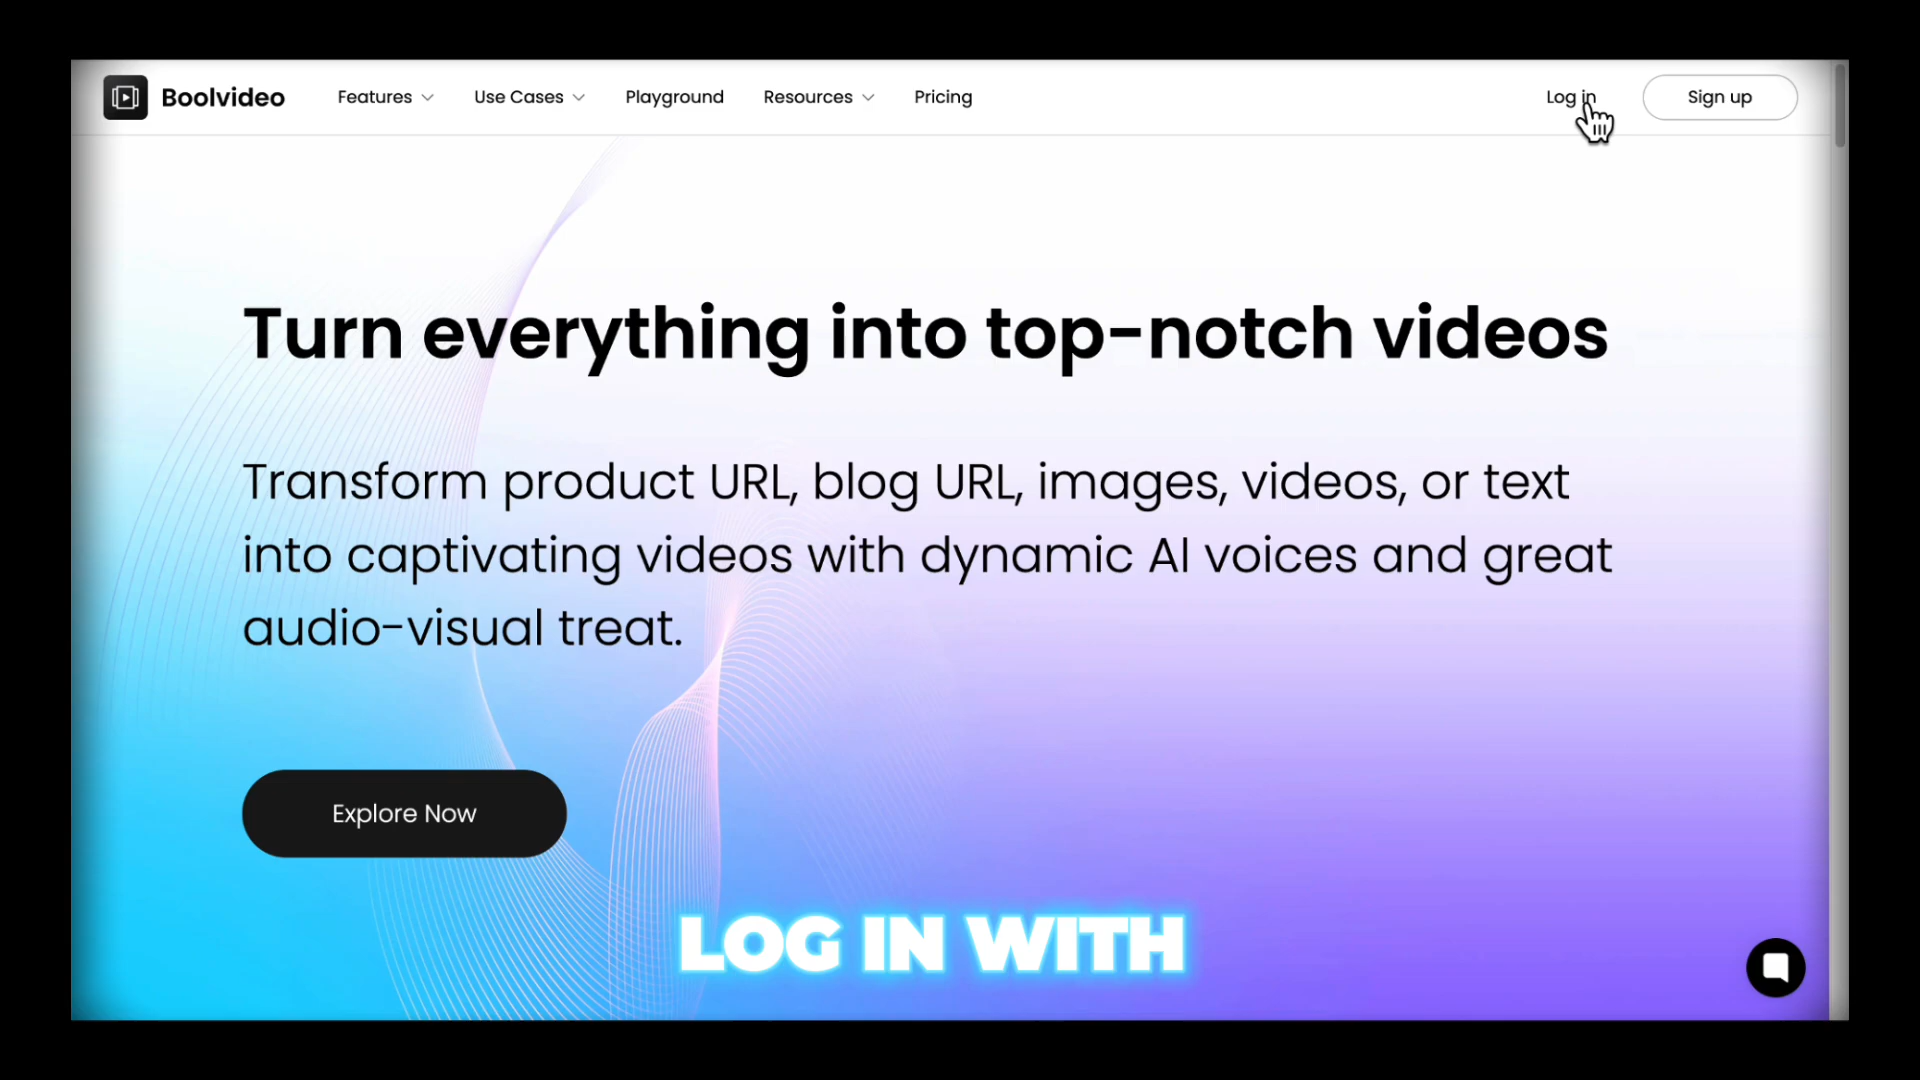 Boolvideo Features Use Cases Playground Resources Pricing Log in Sign up
Turn everything into top-notch videos
Transform product URL, blog URL, images, videos, or text
into captivating videos with dynamic AI voices and great
audio-visual treat.
Explore Now
LOG IN WITH